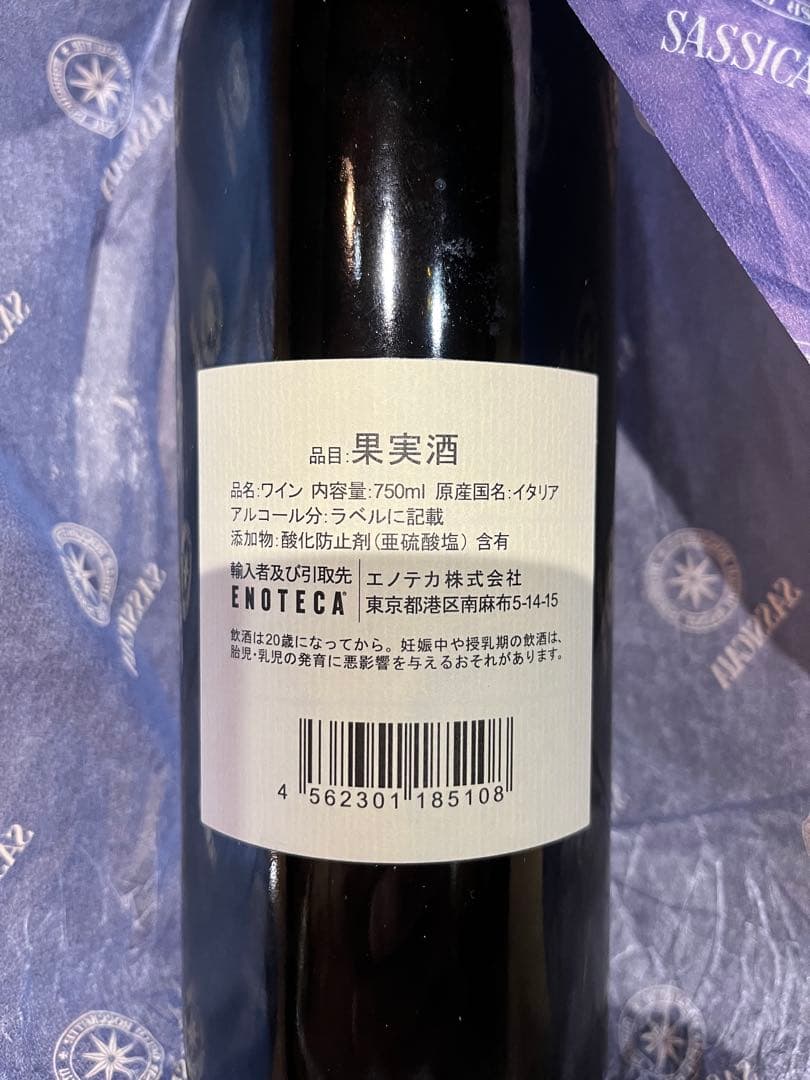 SASSICA
品目:果実酒
品名:ワイン 内容量:750ml 原産国名:イタリア
アルコール分:ラベルに記載
添加物:酸化防止剤(亜硫酸塩)含有
輸入者及び引取先
ENOTECA®
エノテカ株式会社
東京都港区南麻布5-14-15
飲酒は20歳になってから。妊娠中や授乳期の飲酒は、
胎児・乳児の発育に悪影響を与えるおそれがあります。
4 562301 185108